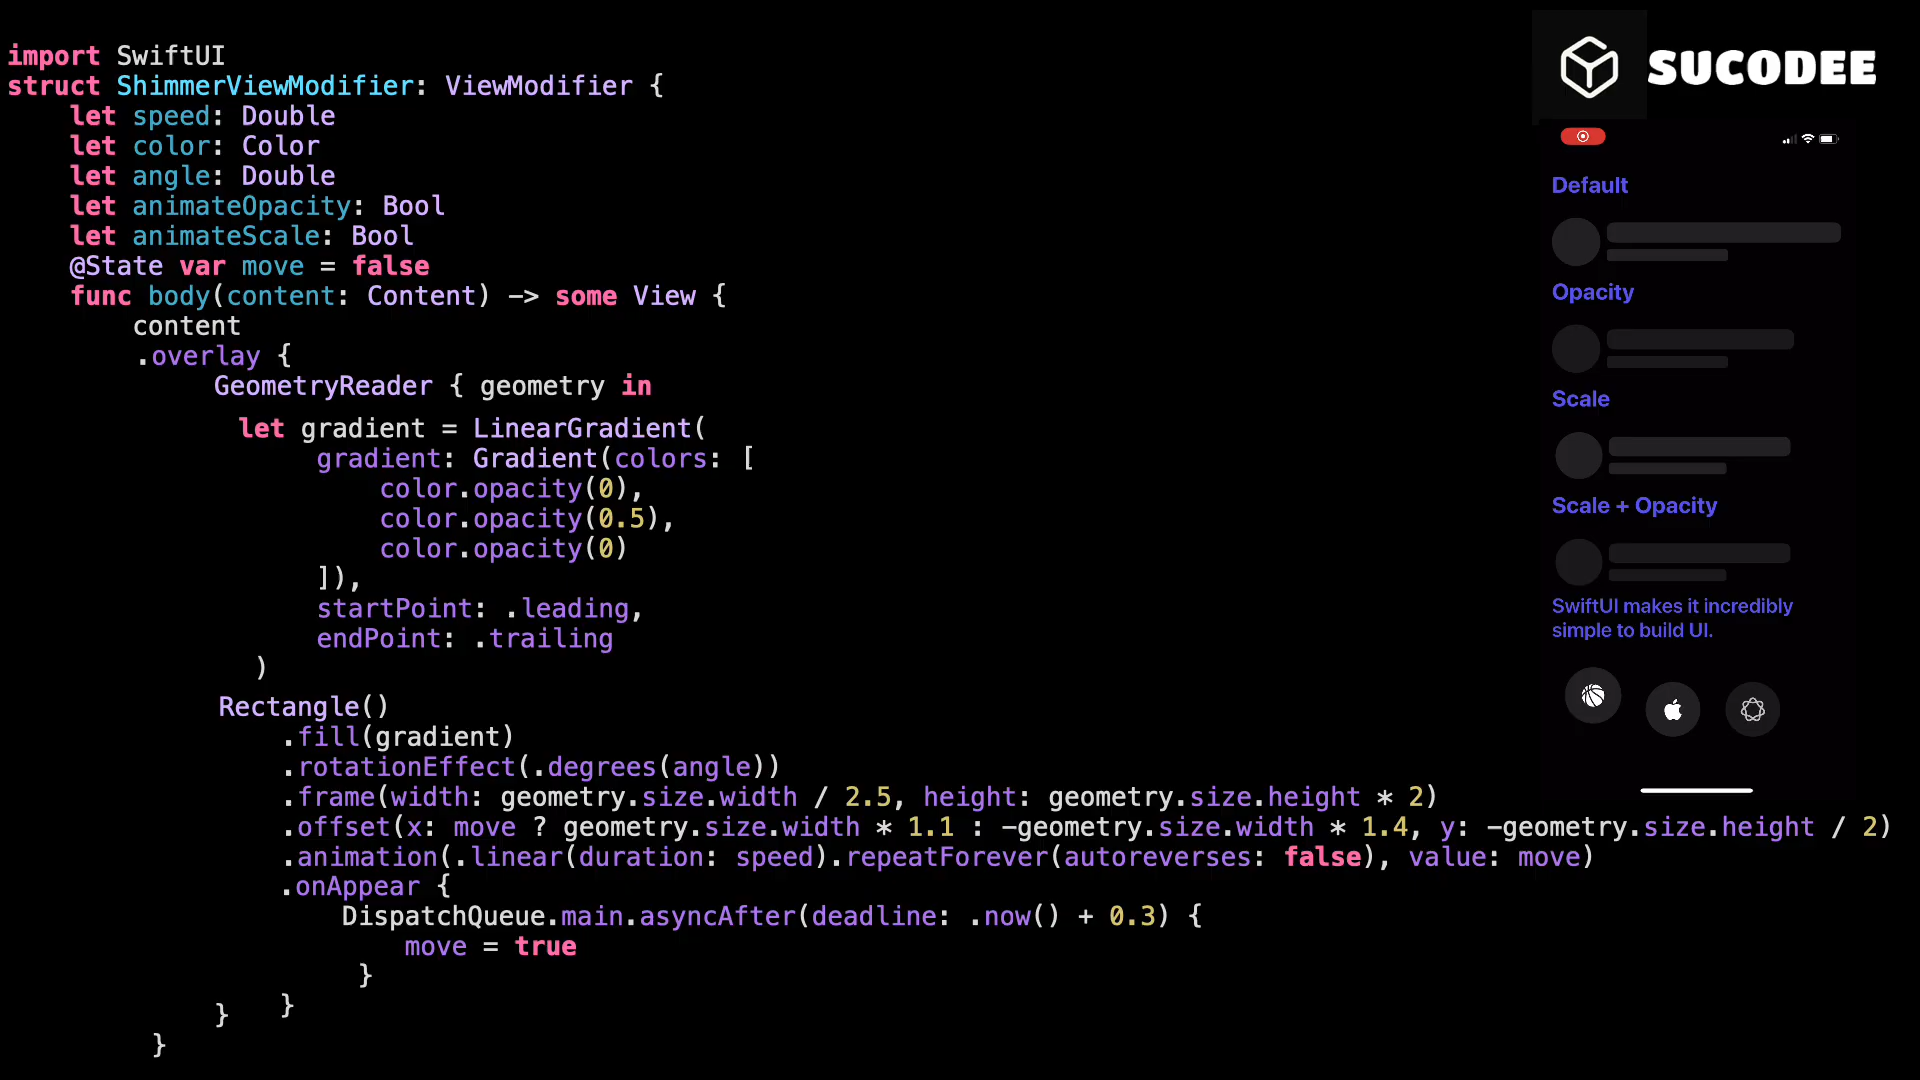 import SwiftUI
struct ShimmerViewModifier: ViewModifier {
    let speed: Double
    let color: Color
    let angle: Double
    let animateOpacity: Bool
    let animateScale: Bool
    @State var move = false
    func body(content: Content) -> some View {
        content
        .overlay {
            GeometryReader { geometry in
              let gradient = LinearGradient(
                   gradient: Gradient(colors: [
                       color.opacity(0),
                       color.opacity(0.5),
                       color.opacity(0)
                   ]),
                   startPoint: .leading,
                   endPoint: .trailing
               )
            Rectangle()
                .fill(gradient)
                .rotationEffect(.degrees(angle))
                .frame(width: geometry.size.width / 2.5, height: geometry.size.height * 2)
                .offset(x: move ? geometry.size.width * 1.1 : -geometry.size.width * 1.4, y: -geometry.size.height / 2)
                .animation(.linear(duration: speed).repeatForever(autoreverses: false), value: move)
                .onAppear {
                    DispatchQueue.main.asyncAfter(deadline: .now() + 0.3) {
                        move = true
                     }
                }
            }
        }
SUCODEE
Default
Opacity
Scale
Scale + Opacity
SwiftUI makes it incredibly
simple to build UI.